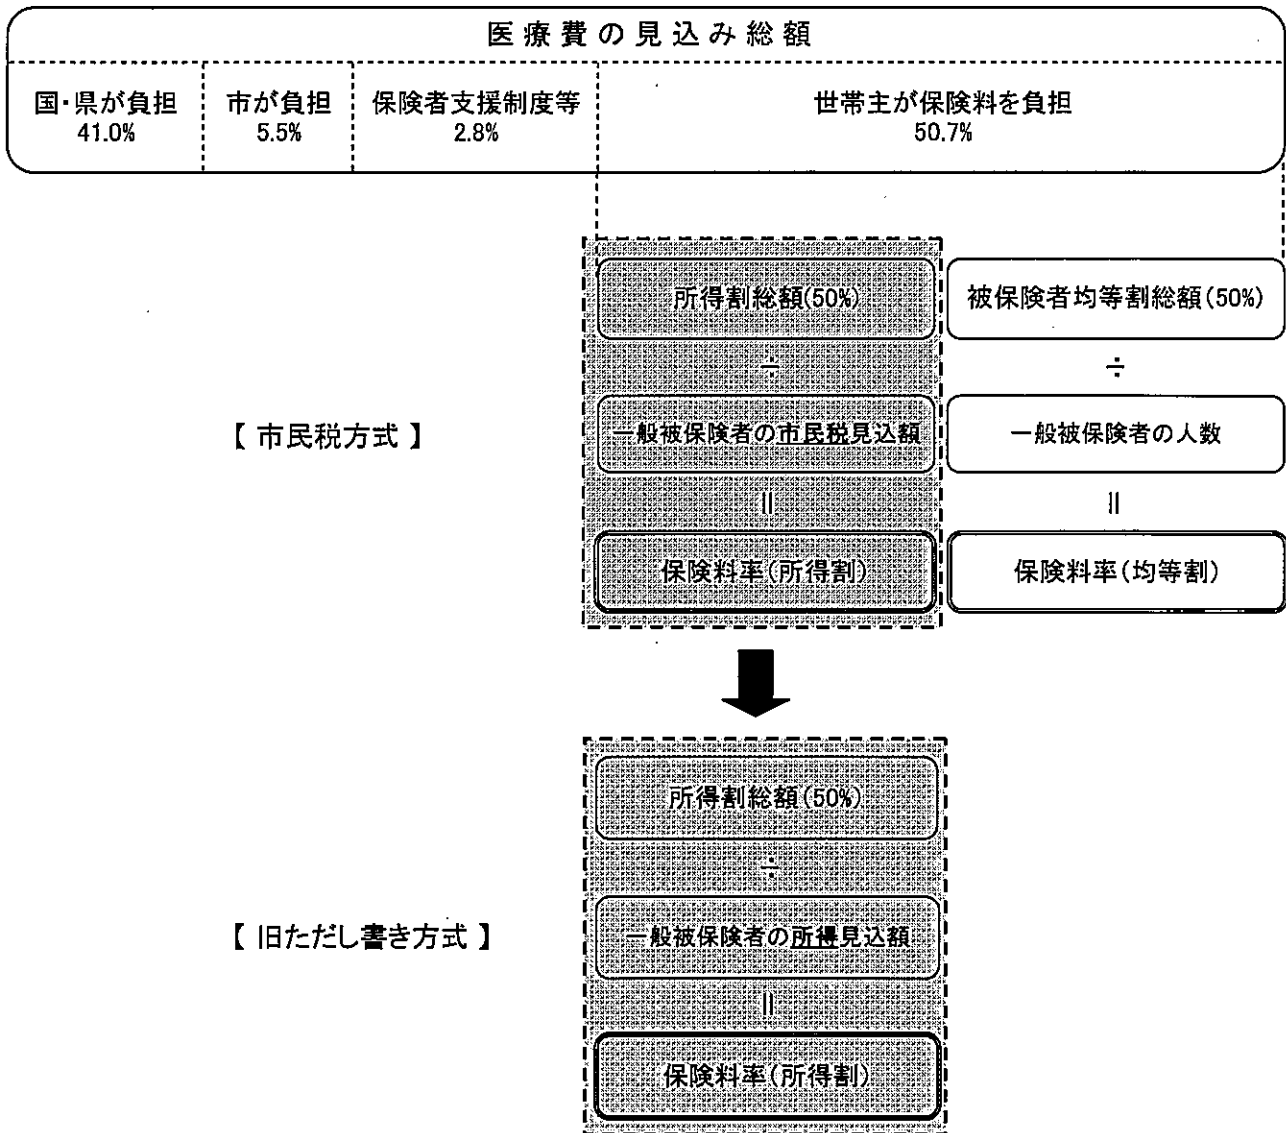 医療費の見込み総額
国・県が負担 市が負担 保険者支援制度等 世帯主が保険料を負担
41.0% 5.5% 2.8% 50.7%
所得割総額(50%) 被保険者均等割総額(50%)
÷ ÷
【 市民税方式 】 一般被保険者の市民税見込額 一般被保険者の人数
|| ||
保険料率(所得割) 保険料率(均等割)
所得割総額(50%)
÷
【 旧ただし書き方式 】 一般被保険者の所得見込額
||
保険料率(所得割)